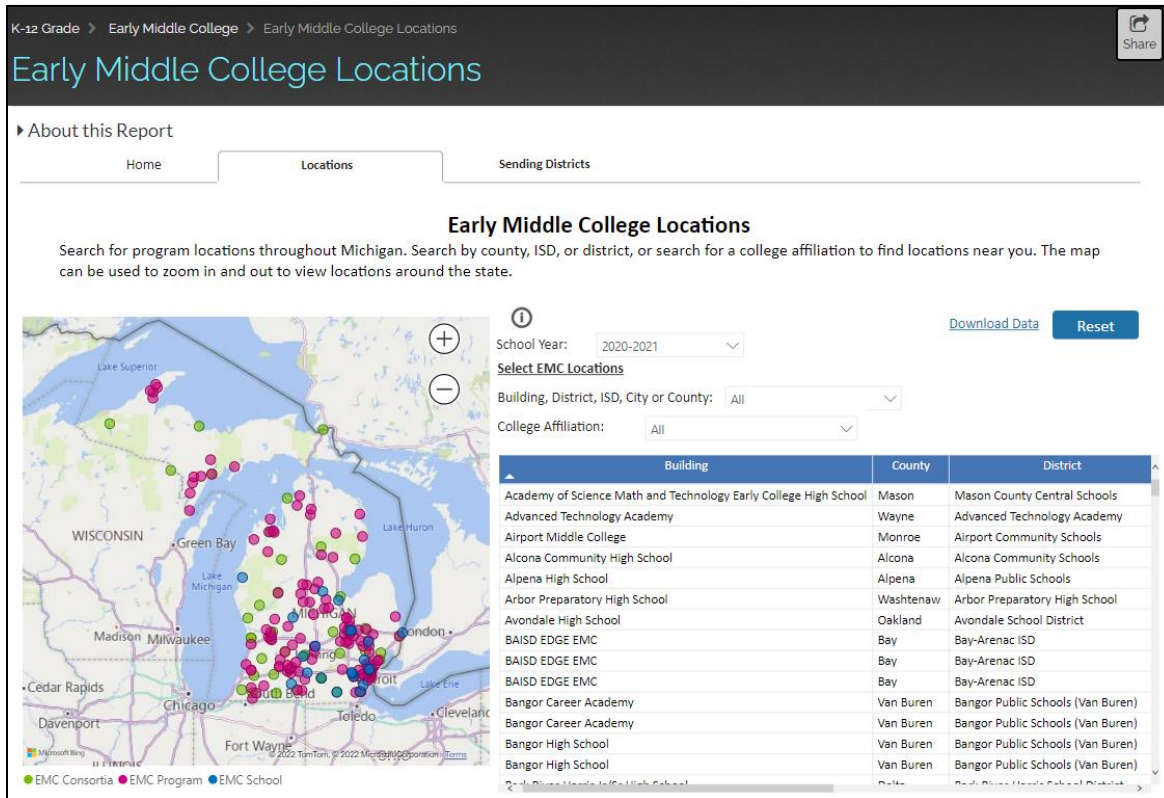 K-12 Grade > Early Middle College > Early Middle College Locations
Share
Early Middle College Locations
About this Report
Home
Locations
Sending Districts
Early Middle College Locations
Search for program locations throughout Michigan. Search by county, ISD, or district, or search for a college affiliation to find locations near you. The map
can be used to zoom in and out to view locations around the state.
Lake Superior
WISCONSIN
Green Bay
Lake Huron
Lake
Michigan
MICHIGAN
Madison
Milwaukee
London
Cedar Rapids
Chicago
South Bend
Lake Erie
Davenport
Toledo
Cleveland
Fort Wayne
ILLINOIS
Microsoft Bing
© 2022 TomTom, © 2022 Microsoft Corporation Terms
EMC Consortia EMC Program EMC School
Download Data
Reset
School Year: 2020-2021
Select EMC Locations
Building, District, ISD, City or County: All
College Affiliation: All
Building County District
Academy of Science Math and Technology Early College High School Mason Mason County Central Schools
Advanced Technology Academy Wayne Advanced Technology Academy
Airport Middle College Monroe Airport Community Schools
Alcona Community High School Alcona Alcona Community Schools
Alpena High School Alpena Alpena Public Schools
Arbor Preparatory High School Washtenaw Arbor Preparatory High School
Avondale High School Oakland Avondale School District
BAISD EDGE EMC Bay Bay-Arenac ISD
BAISD EDGE EMC Bay Bay-Arenac ISD
BAISD EDGE EMC Bay Bay-Arenac ISD
Bangor Career Academy Van Buren Bangor Public Schools (Van Buren)
Bangor Career Academy Van Buren Bangor Public Schools (Van Buren)
Bangor High School Van Buren Bangor Public Schools (Van Buren)
Bangor High School Van Buren Bangor Public Schools (Van Buren)